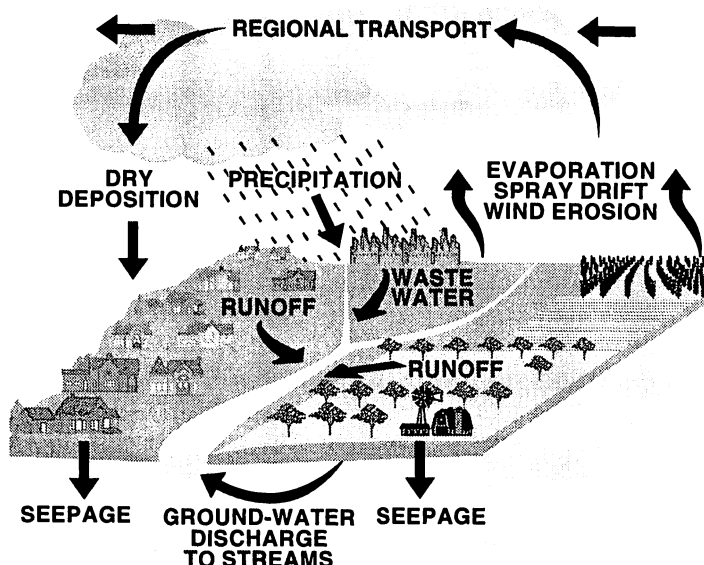 REGIONAL TRANSPORT
DRY
DEPOSITION
PRECIPITATION
EVAPORATION
SPRAY DRIFT
WIND EROSION
WASTE
WATER
RUNOFF
RUNOFF
SEEPAGE
GROUND-WATER
DISCHARGE
TO STREAMS
SEEPAGE